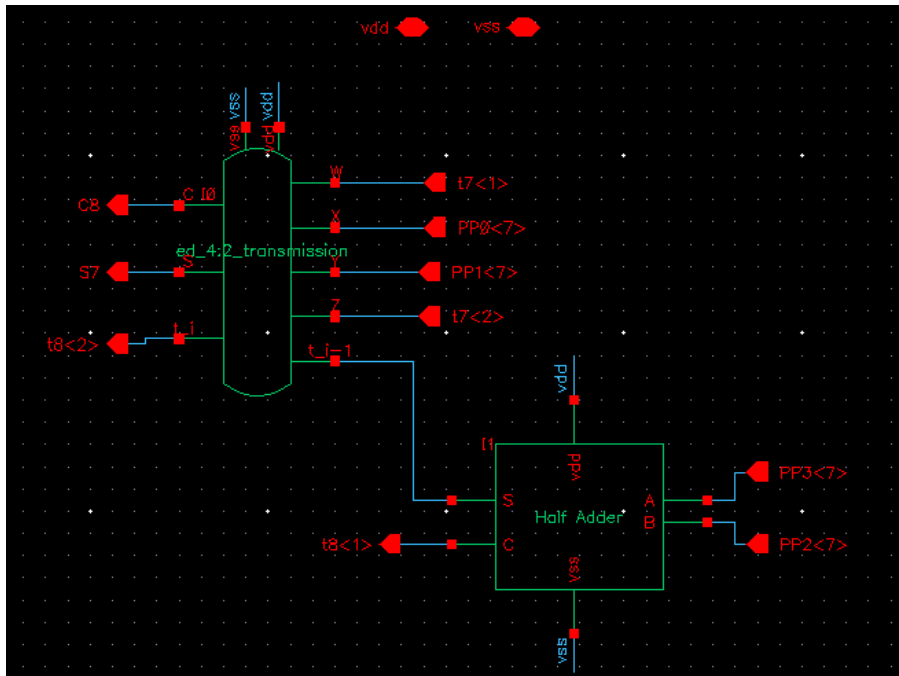 vdd
vss
vss
vdd
vss
vdd
W
t7<1>
C
I0
C8
X
PP0<7>
ed_4:2_transmission
S7
S
Y
PP1<7>
Z
t7<2>
t8<2>
t_i
t_i-1
vdd
I1
vdd
PP3<7>
S
A
Half Adder
B
t8<1>
C
PP2<7>
vss
vss